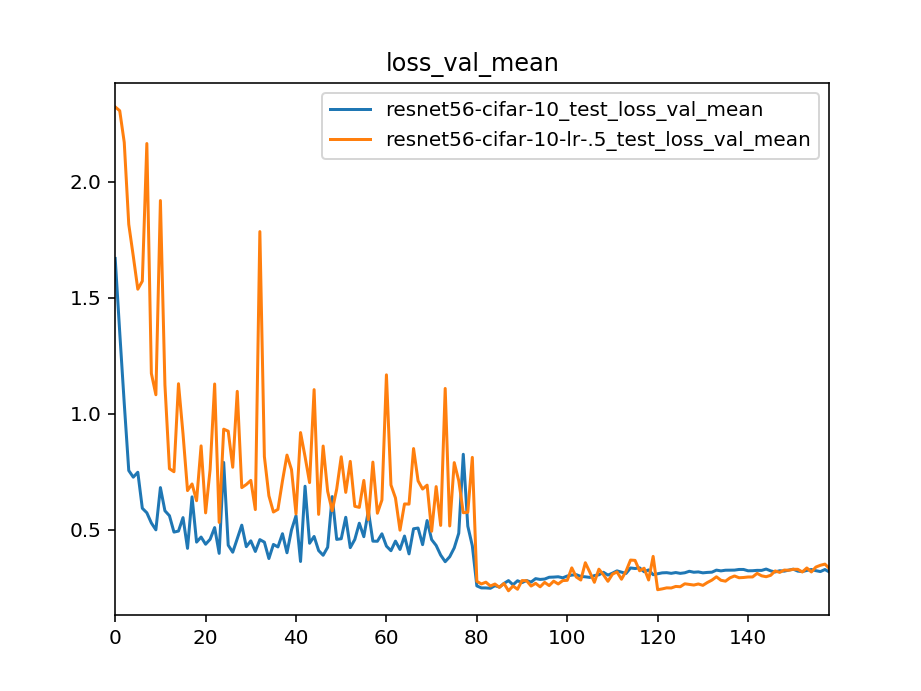 loss_val_mean
resnet56-cifar-10_test_loss_val_mean
resnet56-cifar-10-lr-.5_test_loss_val_mean
2.0
1.5
1.0
0.5
0 20 40 60 80 100 120 140